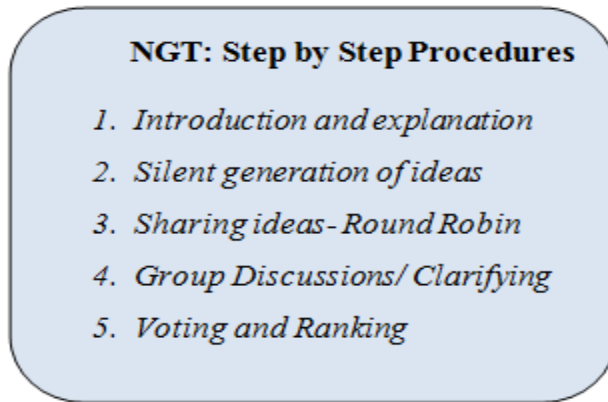 NGT: Step by Step Procedures
1. Introduction and explanation
2. Silent generation of ideas
3. Sharing ideas- Round Robin
4. Group Discussions/ Clarifying
5. Voting and Ranking